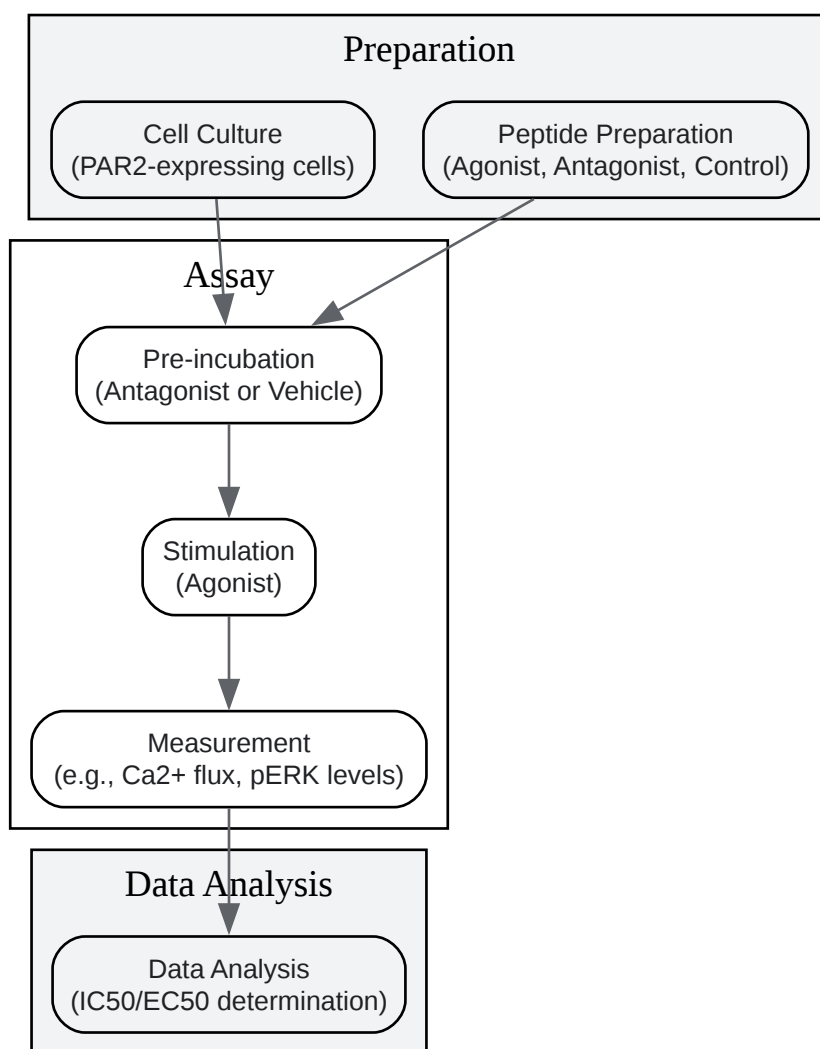 Preparation
Cell Culture
(PAR2-expressing cells)
Peptide Preparation
(Agonist, Antagonist, Control)
Assay
Pre-incubation
(Antagonist or Vehicle)
Stimulation
(Agonist)
Measurement
(e.g., Ca2+ flux, pERK levels)
Data Analysis
Data Analysis
(IC50/EC50 determination)